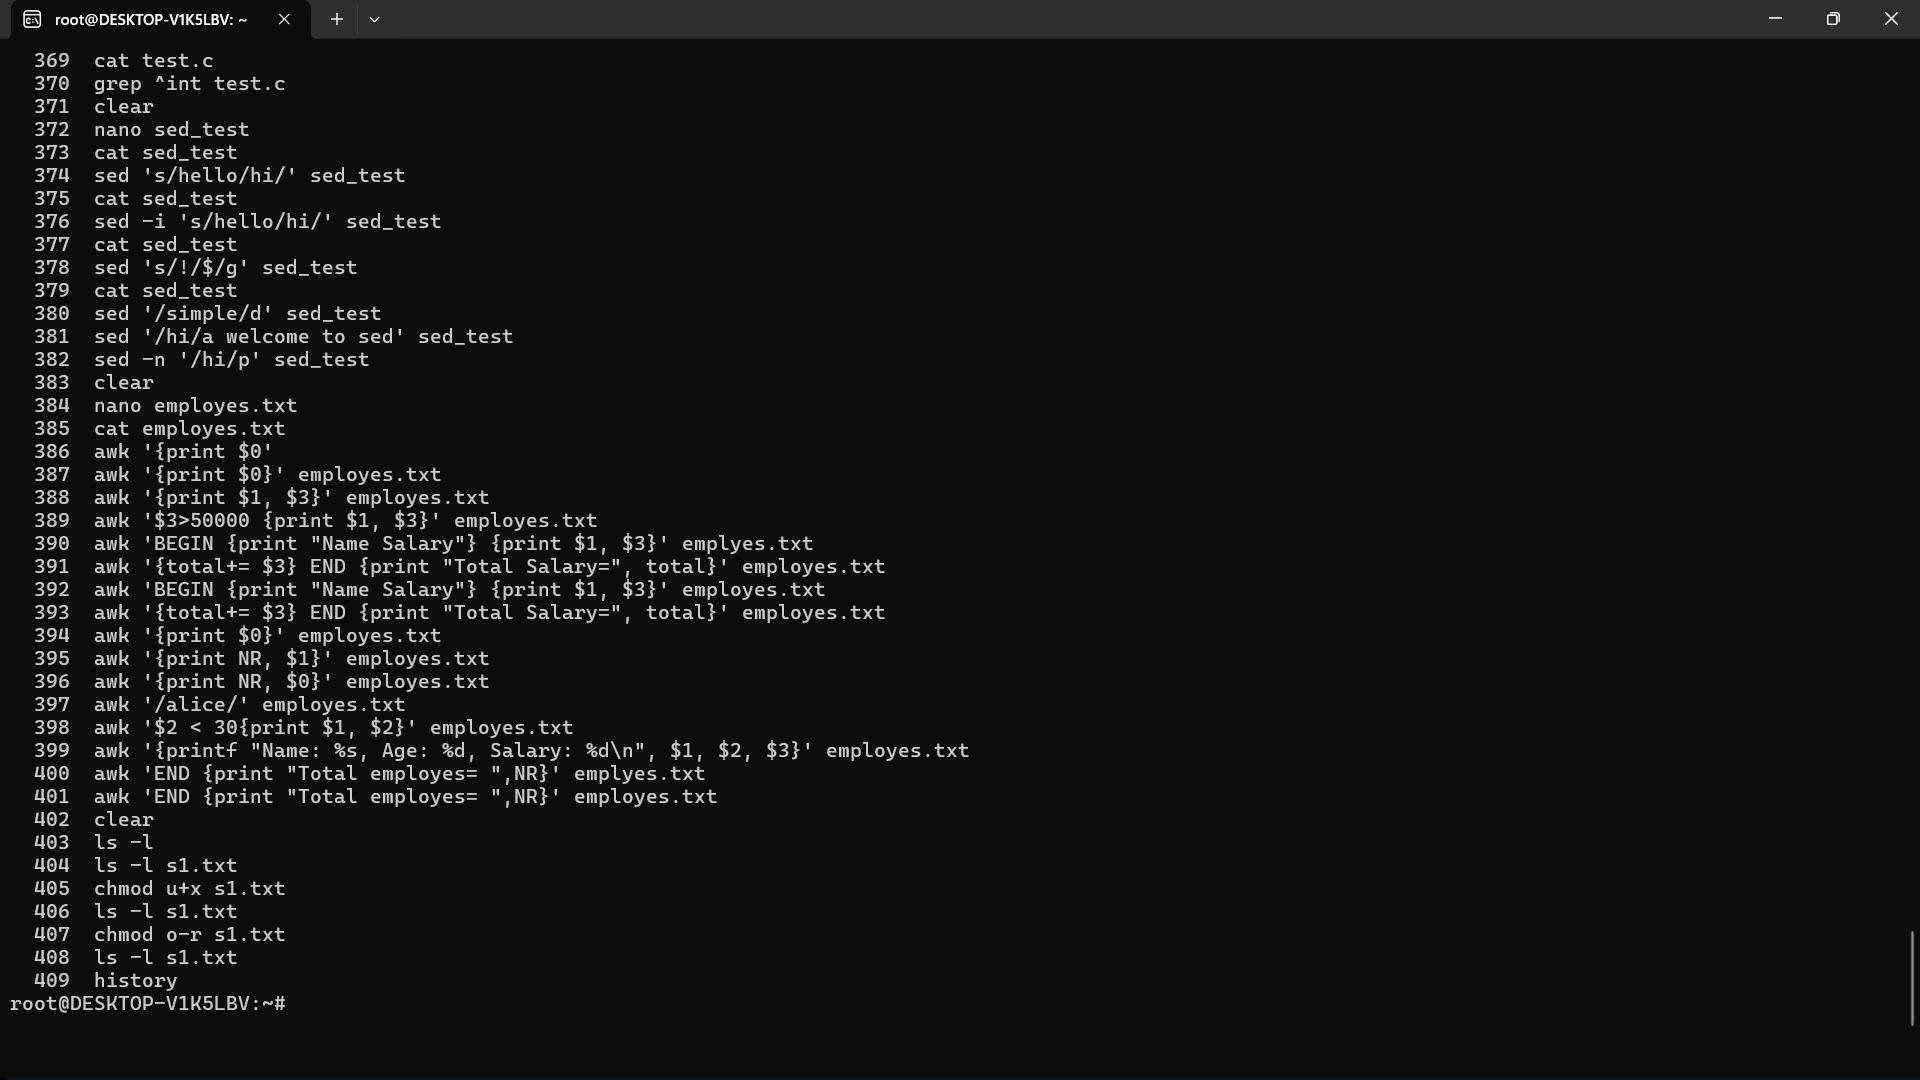 root@DESKTOP-V1K5LBV: ~
369  cat test.c
370  grep ^int test.c
371  clear
372  nano sed_test
373  cat sed_test
374  sed 's/hello/hi/' sed_test
375  cat sed_test
376  sed -i 's/hello/hi/' sed_test
377  cat sed_test
378  sed 's/!/$/g' sed_test
379  cat sed_test
380  sed '/simple/d' sed_test
381  sed '/hi/a welcome to sed' sed_test
382  sed -n '/hi/p' sed_test
383  clear
384  nano employes.txt
385  cat employes.txt
386  awk '{print $0'
387  awk '{print $0}' employes.txt
388  awk '{print $1, $3}' employes.txt
389  awk '$3>50000 {print $1, $3}' employes.txt
390  awk 'BEGIN {print "Name Salary"} {print $1, $3}' emplyes.txt
391  awk '{total+= $3} END {print "Total Salary=", total}' employes.txt
392  awk 'BEGIN {print "Name Salary"} {print $1, $3}' employes.txt
393  awk '{total+= $3} END {print "Total Salary=", total}' employes.txt
394  awk '{print $0}' employes.txt
395  awk '{print NR, $1}' employes.txt
396  awk '{print NR, $0}' employes.txt
397  awk '/alice/' employes.txt
398  awk '$2 < 30{print $1, $2}' employes.txt
399  awk '{printf "Name: %s, Age: %d, Salary: %d\n", $1, $2, $3}' employes.txt
400  awk 'END {print "Total employes= ",NR}' emplyes.txt
401  awk 'END {print "Total employes= ",NR}' employes.txt
402  clear
403  ls -l
404  ls -l s1.txt
405  chmod u+x s1.txt
406  ls -l s1.txt
407  chmod o-r s1.txt
408  ls -l s1.txt
409  history
root@DESKTOP-V1K5LBV:~#